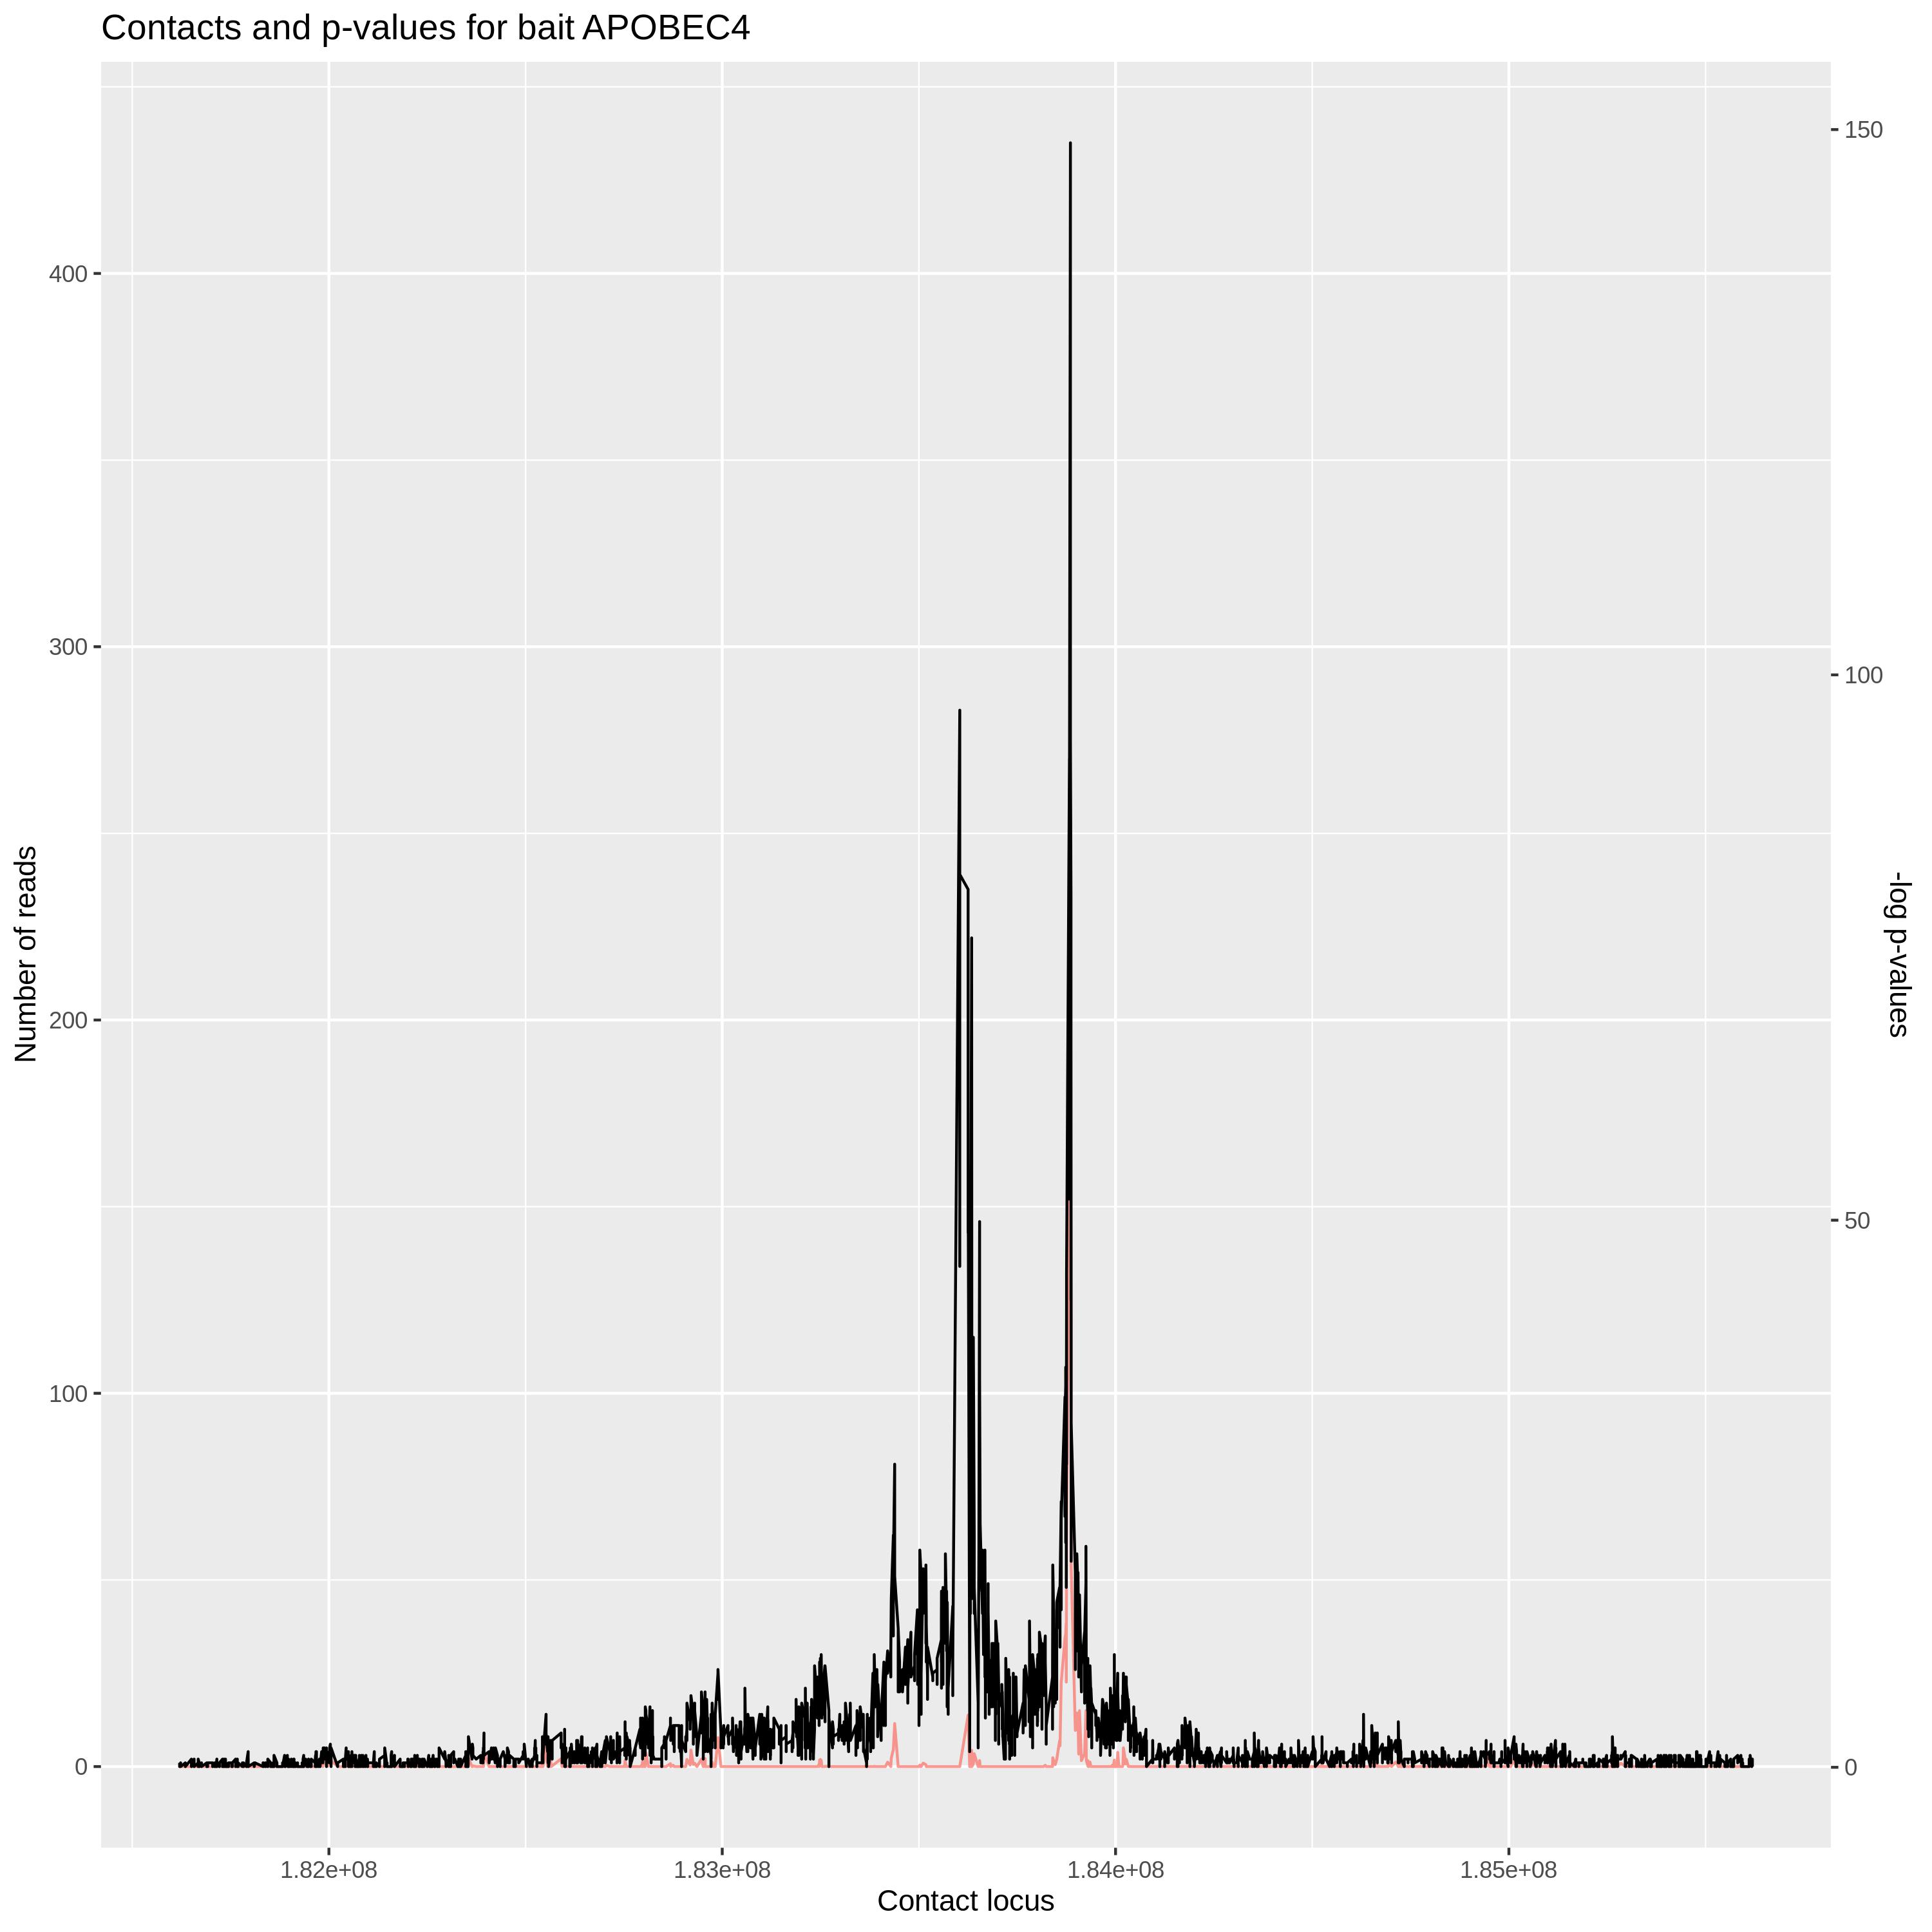 Contacts and p-values for bait APOBEC4
Number of reads
400
300
200
100
0
150
100
50
0
-log p-values
1.82e+08 1.83e+08 1.84e+08 1.85e+08
Contact locus